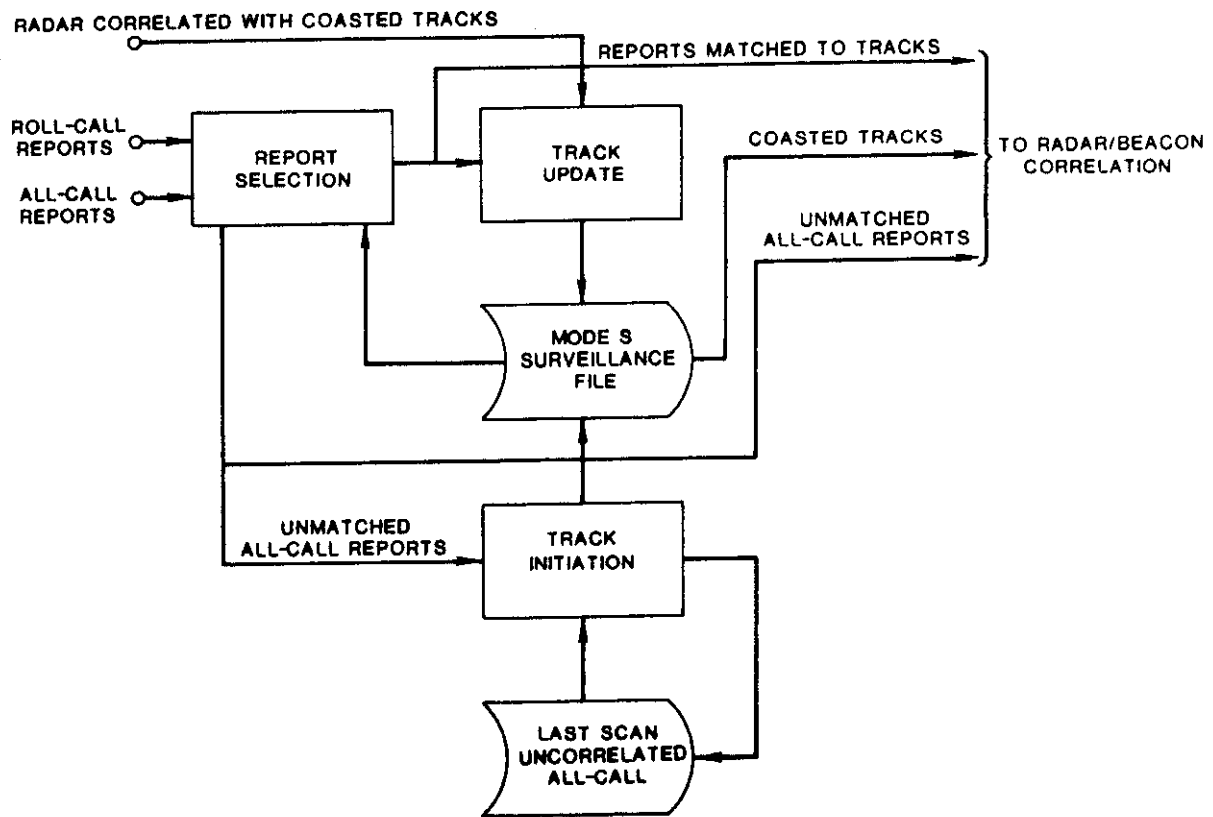 RADAR CORRELATED WITH COASTED TRACKS
REPORTS MATCHED TO TRACKS
ROLL-CALL
REPORTS
ALL-CALL
REPORTS
REPORT
SELECTION
TRACK
UPDATE
COASTED TRACKS
TO RADAR/BEACON
CORRELATION
UNMATCHED
ALL-CALL REPORTS
MODE S
SURVEILLANCE
FILE
UNMATCHED
ALL-CALL REPORTS
TRACK
INITIATION
LAST SCAN
UNCORRELATED
ALL-CALL